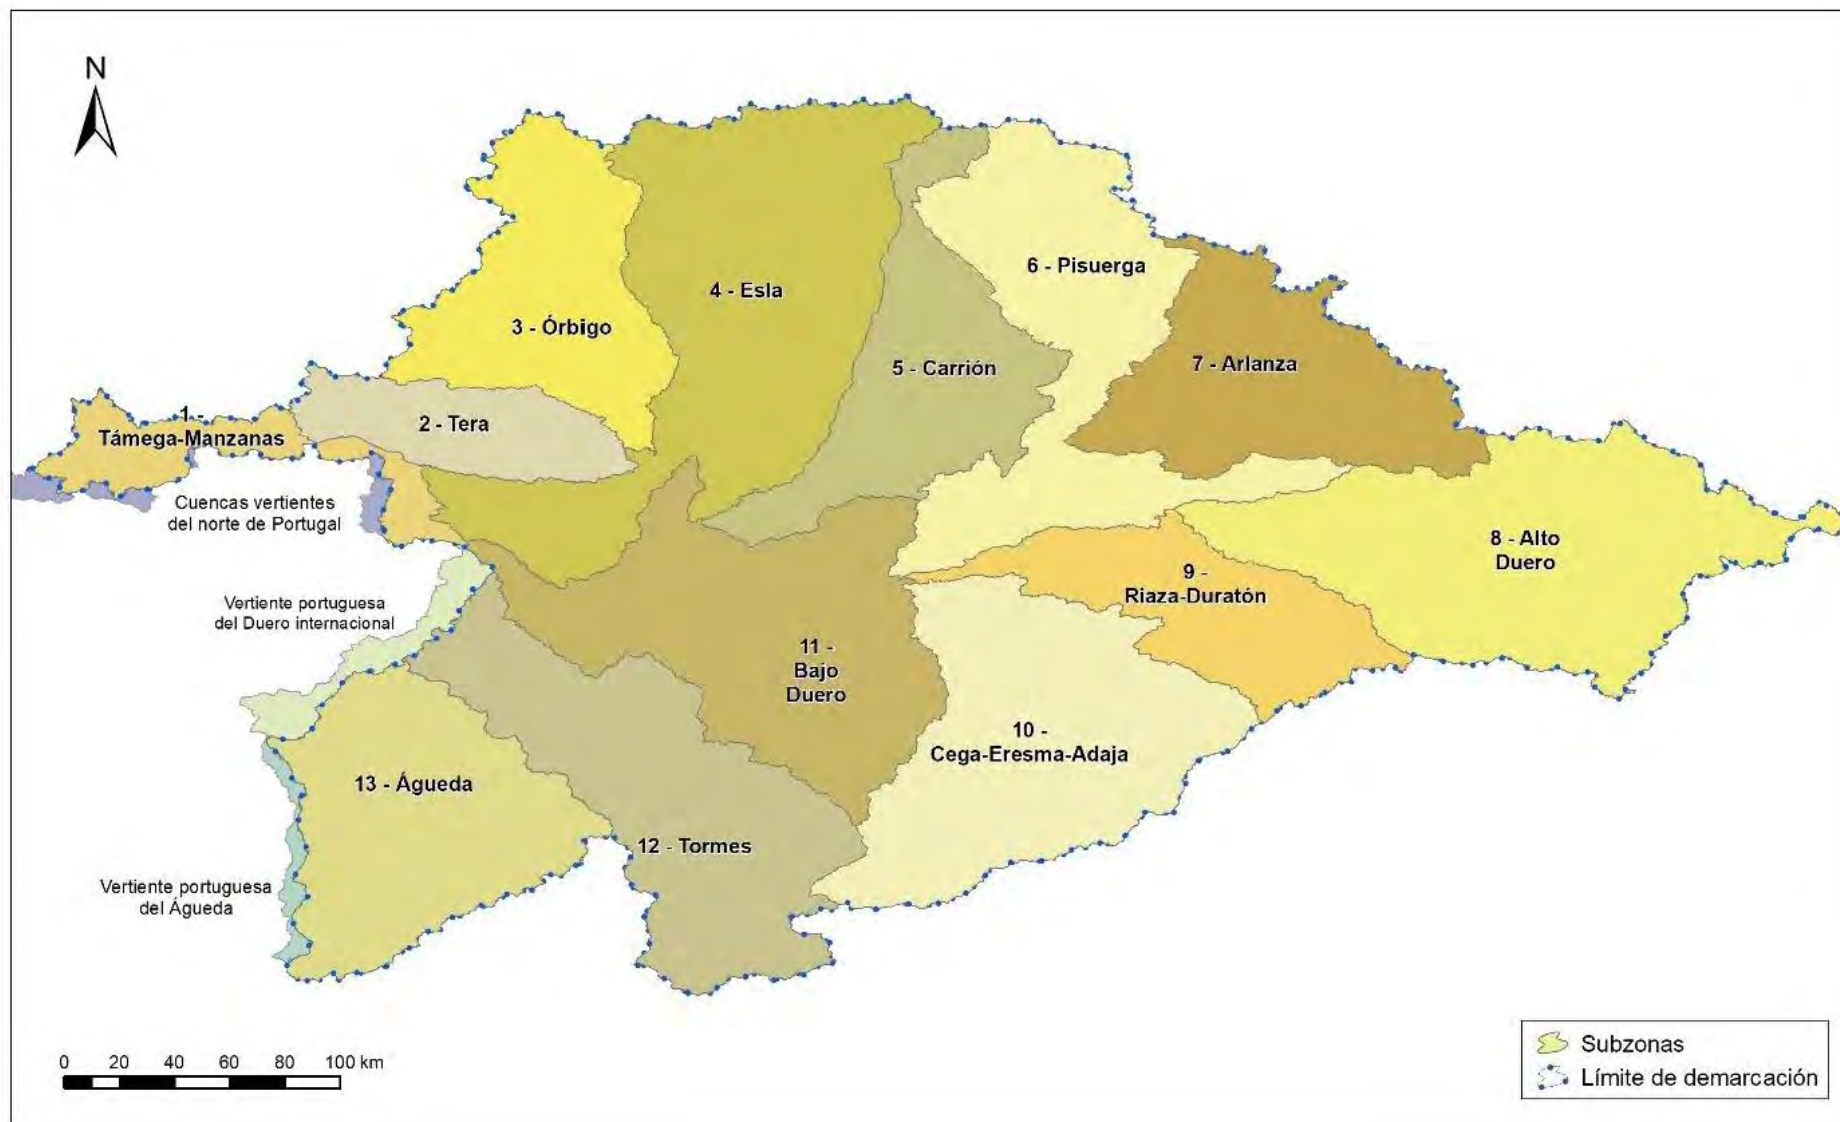 N
6 - Pisuerga
4 - Esla
3 - Órbigo
7 - Arlanza
5 - Carrión
1 -
Támega-Manzanas
2 - Tera
Cuencas vertientes
del norte de Portugal
8 - Alto
Duero
9 -
Riaza-Duratón
Vertiente portuguesa
del Duero internacional
11 -
Bajo
Duero
10 -
Cega-Eresma-Adaja
13 - Águeda
12 - Tormes
Vertiente portuguesa
del Águeda
0 20 40 60 80 100 km
Subzonas
Límite de demarcación